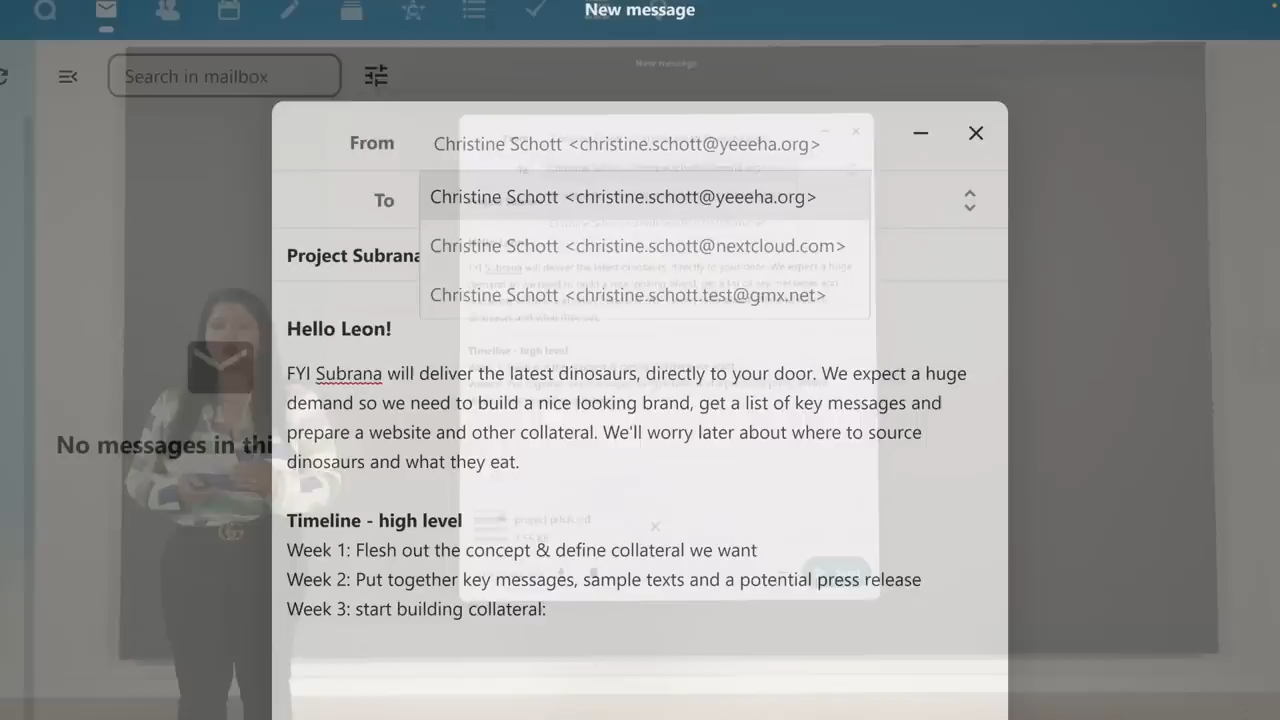 New message
Search in mailbox
New message
From
Christine Schott <christine.schott@yeeeha.org>
To
Christine Schott <christine.schott@yeeeha.org>
Christine Schott <christine.schott@nextcloud.com>
Project Subrana
Christine Schott <christine.schott.test@gmx.net>
Hello Leon!
FYI Subrana will deliver the latest dinosaurs, directly to your door. We expect a huge
demand so we need to build a nice looking brand, get a list of key messages and
prepare a website and other collateral. We'll worry later about where to source
dinosaurs and what they eat.
No messages in thi
Timeline - high level
Week 1: Flesh out the concept & define collateral we want
Week 2: Put together key messages, sample texts and a potential press release
Week 3: start building collateral:
Timeline - high level